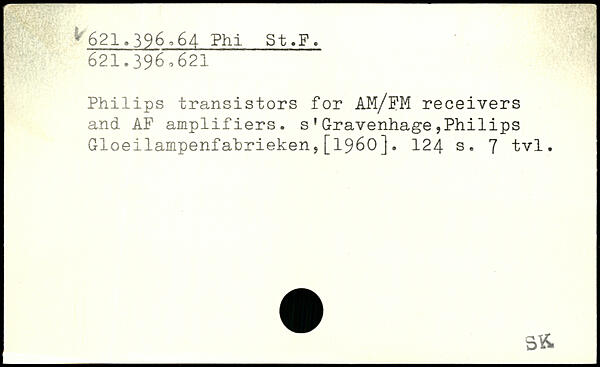 621.396.64 Phi St.F.
621.396.621
Philips transistors for AM/FM receivers
and AF amplifiers. s'Gravenhage,Philips
Gloeilampenfabrieken,[1960]. 124 s. 7 tvl.
SK